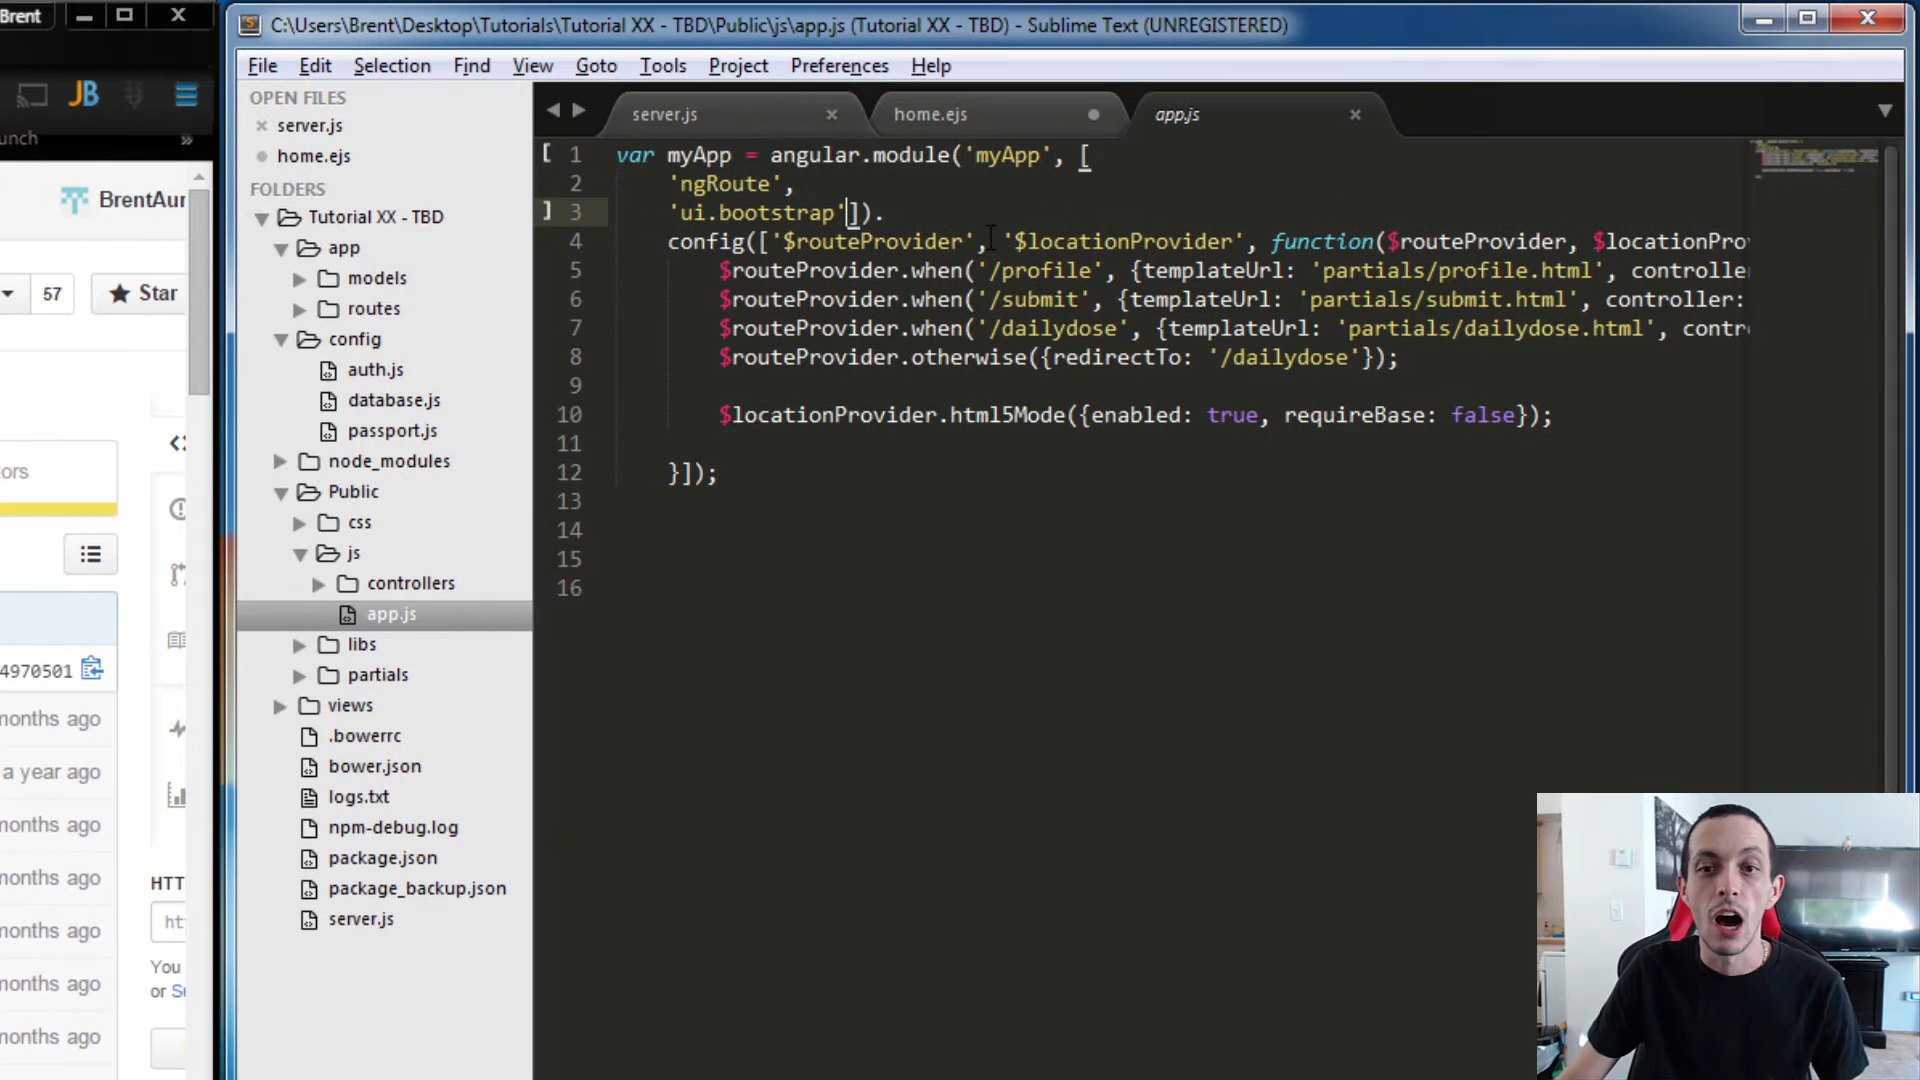 Brent
C:\Users\Brent\Desktop\Tutorials\Tutorial XX - TBD\Public\js\app.js (Tutorial XX - TBD) - Sublime Text (UNREGISTERED)
File Edit Selection Find View Goto Tools Project Preferences Help
JB
unch »
OPEN FILES
server.js
home.ejs
FOLDERS
Tutorial XX - TBD
app
models
routes
config
auth.js
database.js
passport.js
node_modules
Public
css
js
controllers
app.js
libs
partials
views
.bowerrc
bower.json
logs.txt
npm-debug.log
package.json
package_backup.json
server.js
server.js home.ejs app.js
1 var myApp = angular.module('myApp', [
2 'ngRoute',
3 'ui.bootstrap']).
4 config(['$routeProvider', '$locationProvider', function($routeProvider, $locationPro
5 $routeProvider.when('/profile', {templateUrl: 'partials/profile.html', controlle
6 $routeProvider.when('/submit', {templateUrl: 'partials/submit.html', controller:
7 $routeProvider.when('/dailydose', {templateUrl: 'partials/dailydose.html', contr
8 $routeProvider.otherwise({redirectTo: '/dailydose'});
9
10 $locationProvider.html5Mode({enabled: true, requireBase: false});
11
12 }]);
13
14
15
16
BrentAur
57 Star
tors
4970501
months ago
a year ago
months ago
months ago
months ago
months ago
months ago
HTT
htt
You
or Su